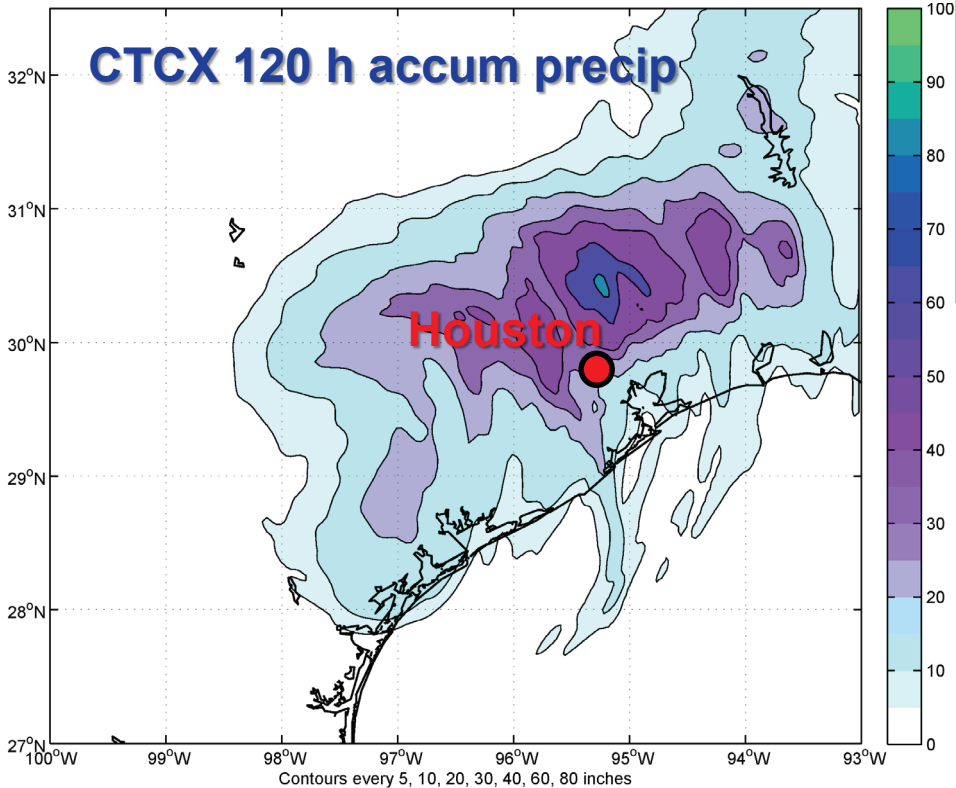 CTCX 120 h accum precip
Houston
32°N
31°N
30°N
29°N
28°N
27°N
100°W 99°W 98°W 97°W 96°W 95°W 94°W 93°W
Contours every 5, 10, 20, 30, 40, 60, 80 inches
100
90
80
70
60
50
40
30
20
10
0